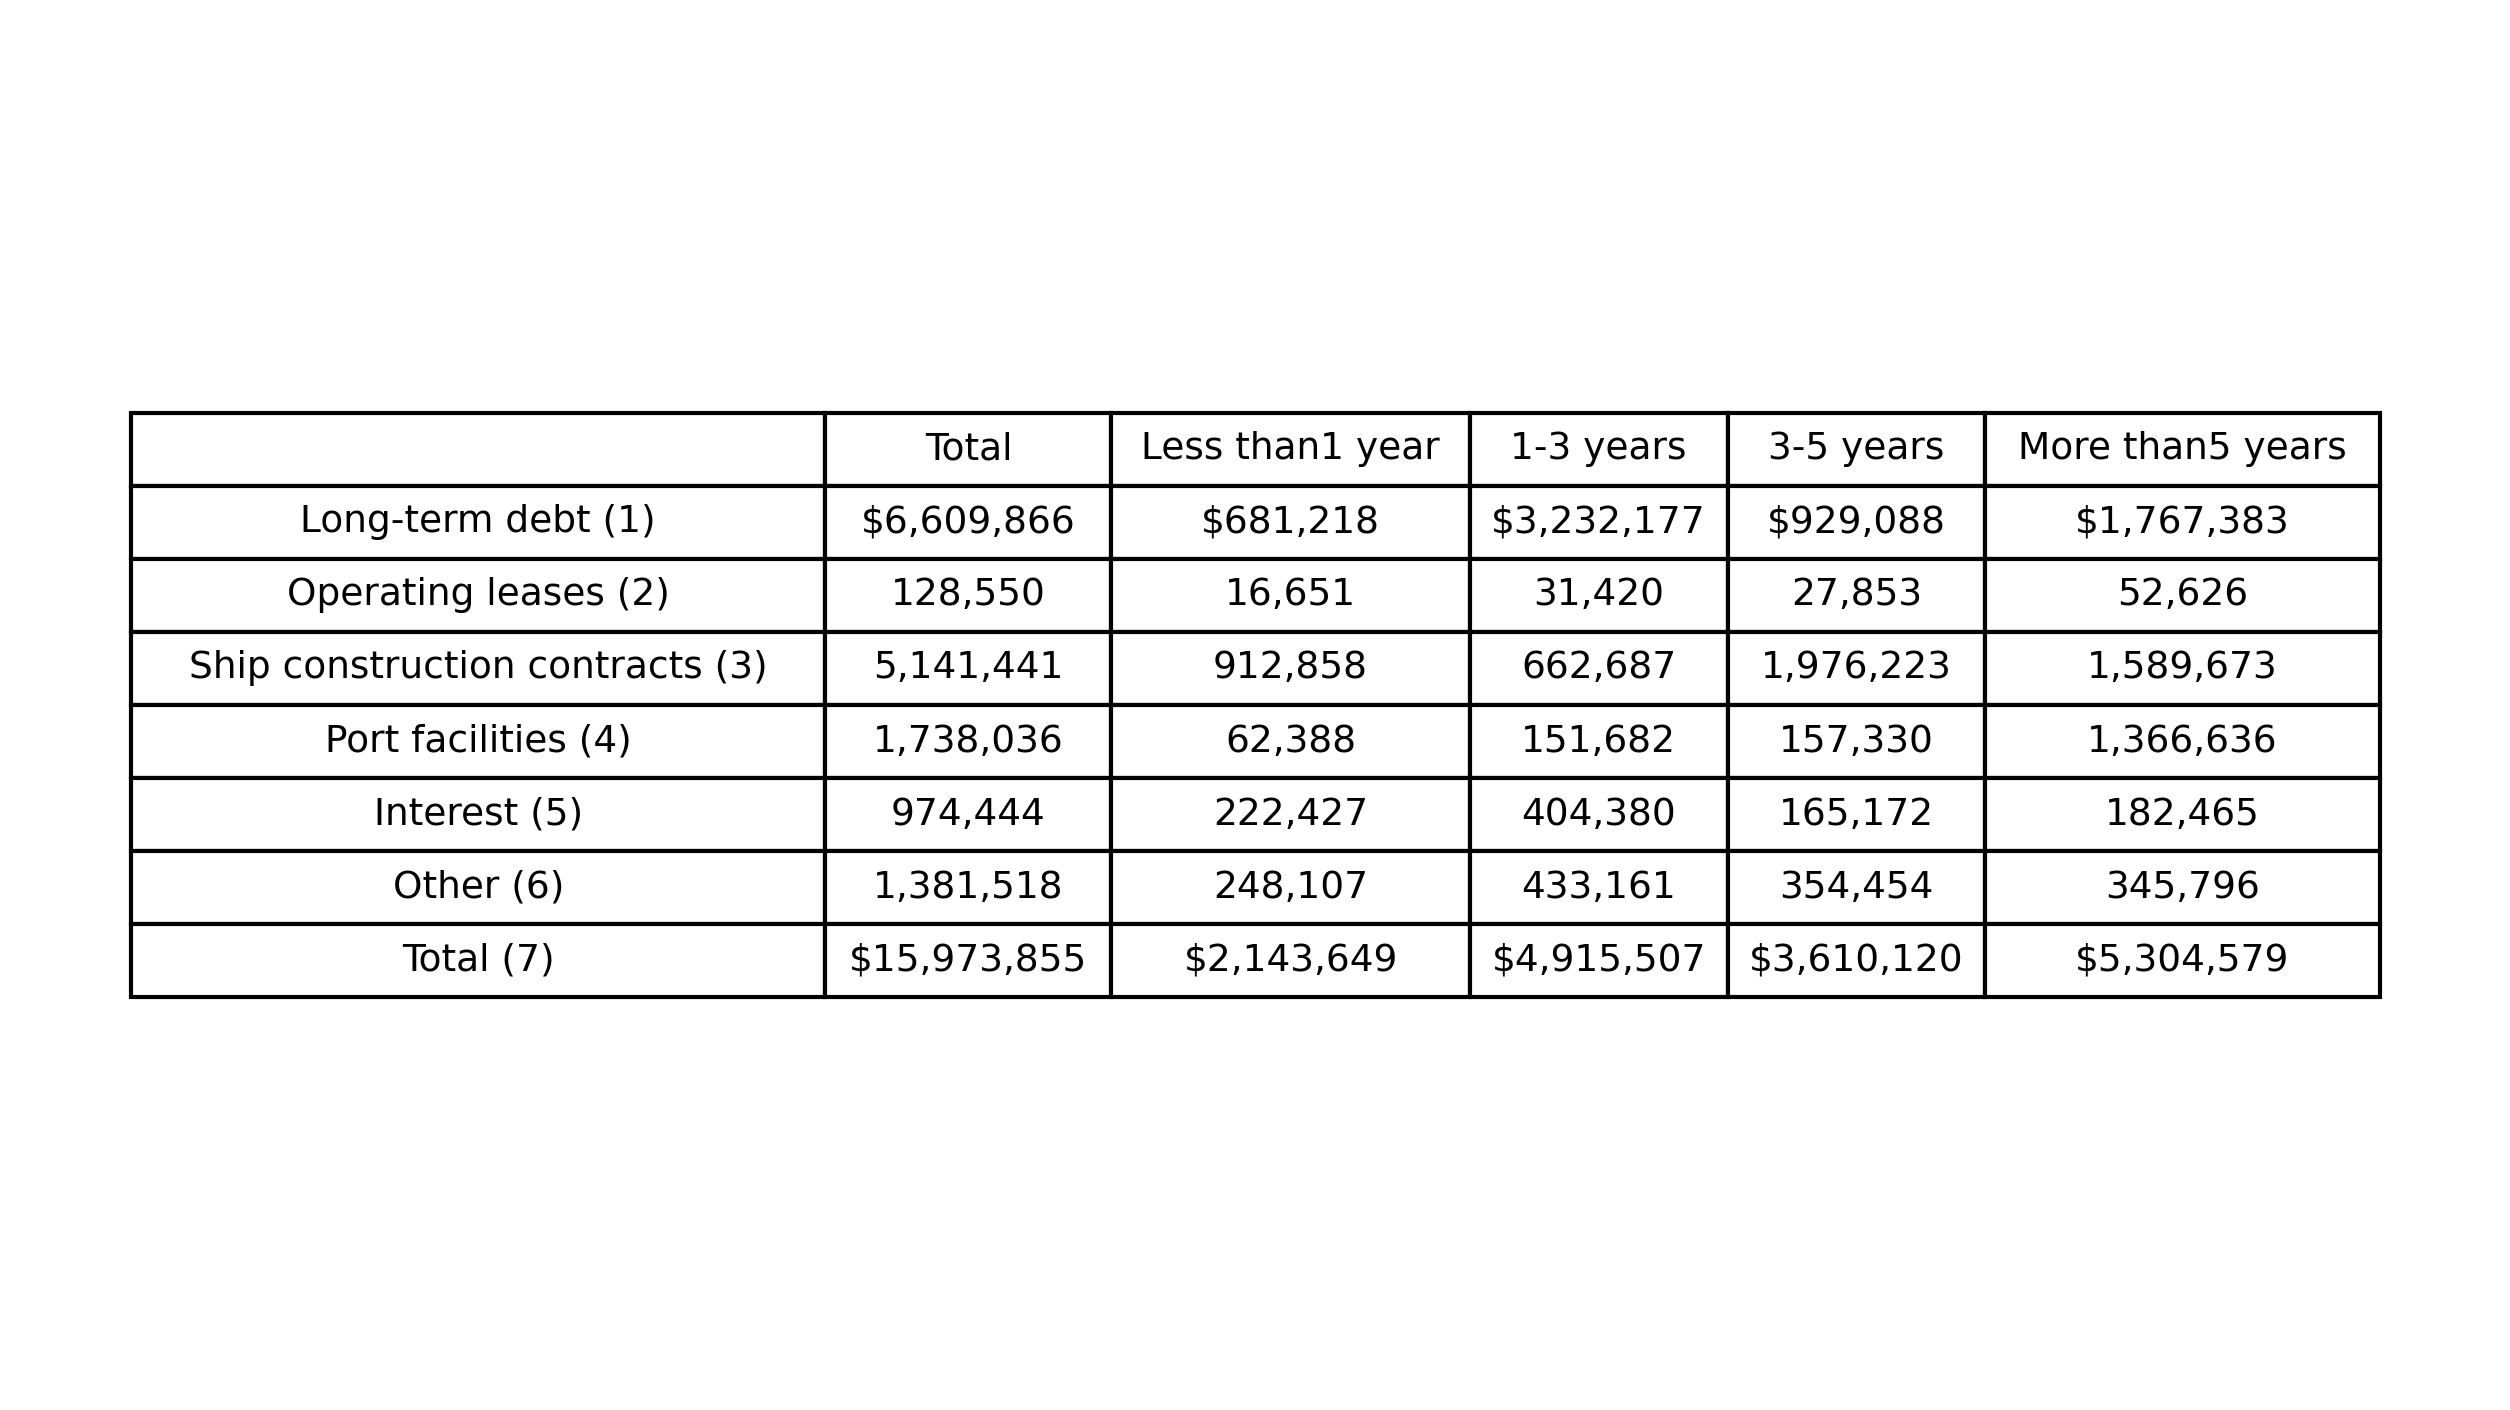 Total Less than1 year 1-3 years 3-5 years More than5 years
Long-term debt (1) $6,609,866 $681,218 $3,232,177 $929,088 $1,767,383
Operating leases (2) 128,550 16,651 31,420 27,853 52,626
Ship construction contracts (3) 5,141,441 912,858 662,687 1,976,223 1,589,673
Port facilities (4) 1,738,036 62,388 151,682 157,330 1,366,636
Interest (5) 974,444 222,427 404,380 165,172 182,465
Other (6) 1,381,518 248,107 433,161 354,454 345,796
Total (7) $15,973,855 $2,143,649 $4,915,507 $3,610,120 $5,304,579